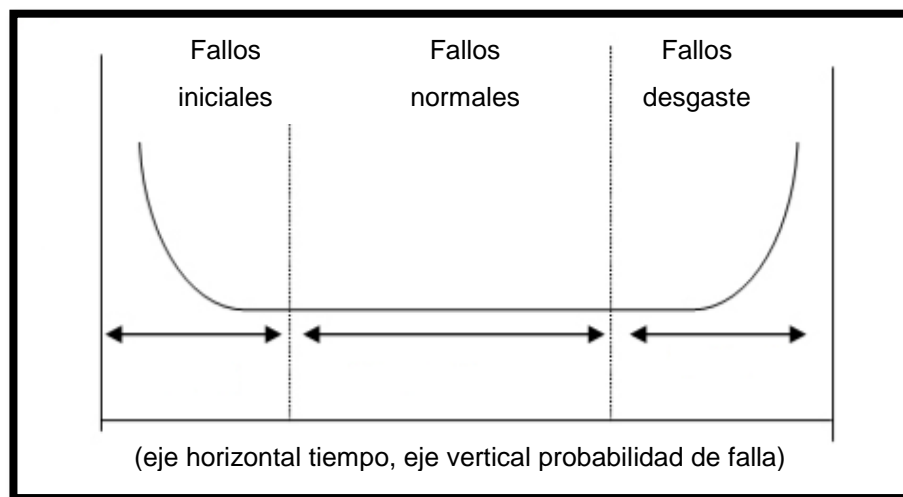 Fallos
iniciales
Fallos
normales
Fallos
desgaste
(eje horizontal tiempo, eje vertical probabilidad de falla)